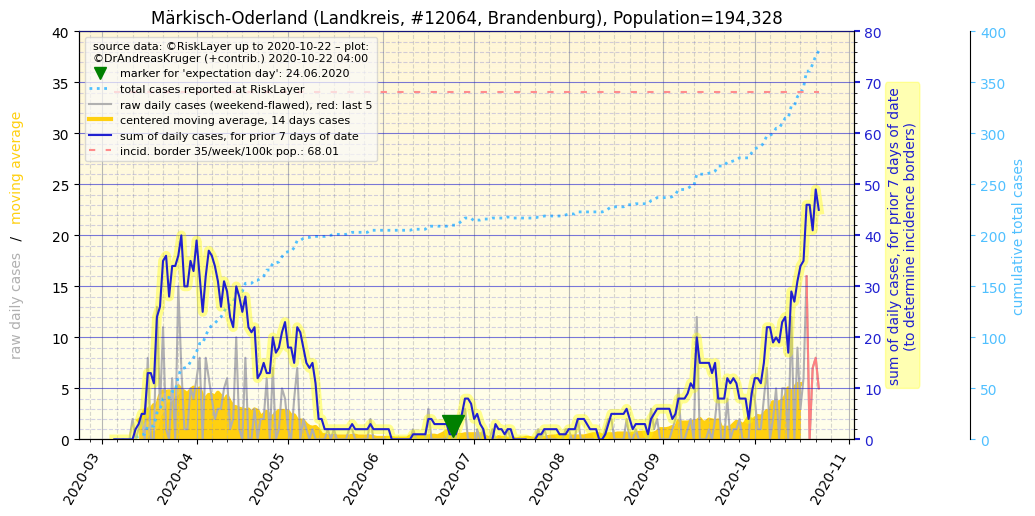 Märkisch-Oderland (Landkreis, #12064, Brandenburg), Population=194,328
source data: ©RiskLayer up to 2020-10-22 – plot:
©DrAndreasKruger (+contrib.) 2020-10-22 04:00
marker for 'expectation day': 24.06.2020
total cases reported at RiskLayer
raw daily cases (weekend-flawed), red: last 5
centered moving average, 14 days cases
sum of daily cases, for prior 7 days of date
incid. border 35/week/100k pop.: 68.01
raw daily cases / moving average
40
35
30
25
20
15
10
5
0
2020-03
2020-04
2020-05
2020-06
2020-07
2020-08
2020-09
2020-10
2020-11
80
70
60
50
40
30
20
10
0
sum of daily cases, for prior 7 days of date
(to determine incidence borders)
400
350
300
250
200
150
100
50
0
cumulative total cases